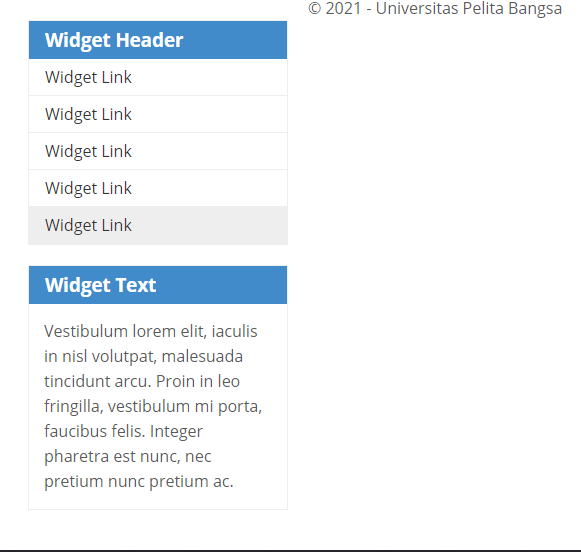 © 2021 - Universitas Pelita Bangsa
Widget Header
Widget Link
Widget Link
Widget Link
Widget Link
Widget Link
Widget Text
Vestibulum lorem elit, iaculis
in nisl volutpat, malesuada
tincidunt arcu. Proin in leo
fringilla, vestibulum mi porta,
faucibus felis. Integer
pharetra est nunc, nec
pretium nunc pretium ac.